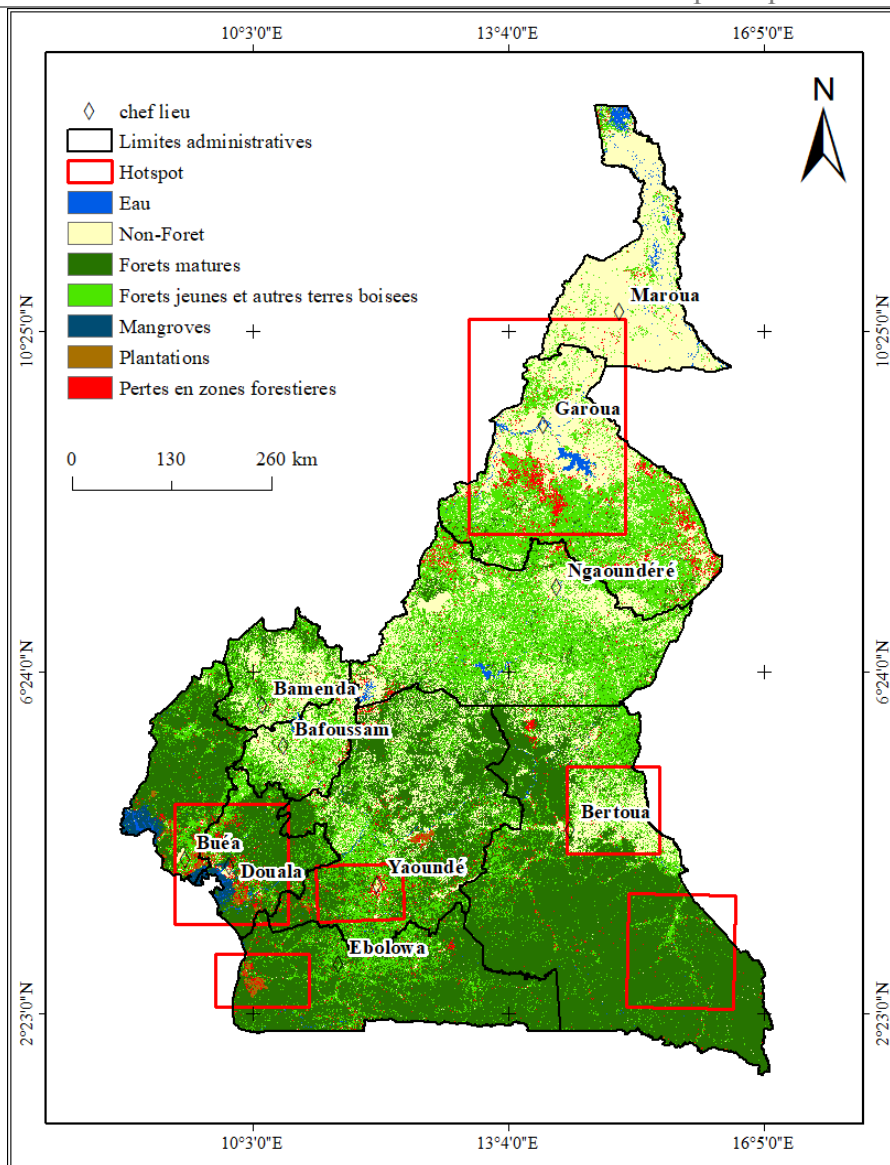 10°3'0"E 13°4'0"E 16°5'0"E
N
chef lieu
Limites administratives
Hotspot
Eau
Non-Foret
Forets matures
Forets jeunes et autres terres boisees
Mangroves
Plantations
Pertes en zones forestieres
0 130 260 km
Maroua
10°25'0"N 10°25'0"N
Garoua
Ngaoundéré
6°24'0"N 6°24'0"N
Bamenda
Bafoussam
Bertoua
Buéa
Douala
Yaoundé
Ebolowa
2°23'0"N 2°23'0"N
10°3'0"E 13°4'0"E 16°5'0"E